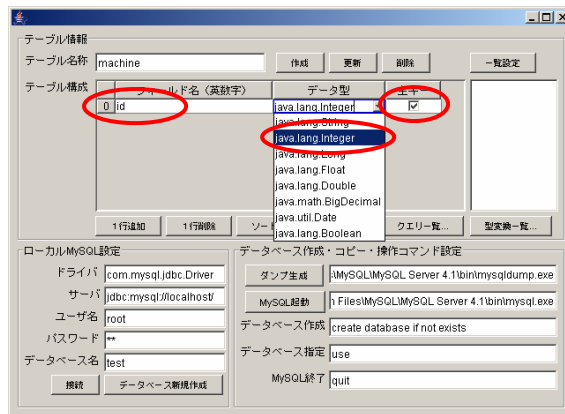 テーブル情報
テーブル名称 machine 作成 更新 削除 一覧設定
テーブル構成 フィールド名（英数字） データ型 主キー
0 id java.lang.Integer
java.lang.String
java.lang.Integer
java.lang.Long
java.lang.Float
java.lang.Double
java.math.BigDecimal
java.util.Date
java.lang.Boolean
1行追加 1行削除 ソート クエリ一覧... 型変換一覧...
ローカルMySQL設定
ドライバ com.mysql.jdbc.Driver
サーバ jdbc:mysql://localhost/
ユーザ名 root
パスワード **
データベース名 test
接続 データベース新規作成
データベース作成・コピー・操作コマンド設定
ダンプ生成 :\MySQL\MySQL Server 4.1\bin\mysqldump.exe
MySQL起動 Files\MySQL\MySQL Server 4.1\bin\mysql.exe
データベース作成 create database if not exists
データベース指定 use
MySQL終了 quit